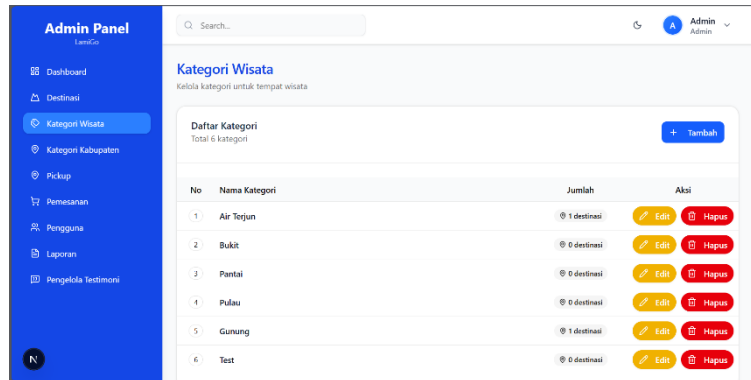 Admin Panel
LamiGo
Search...
A
Admin
Admin
Dashboard
Destinasi
Kategori Wisata
Kategori Kabupaten
Pickup
Pemesanan
Pengguna
Laporan
Pengelola Testimoni
N
Kategori Wisata
Kelola kategori untuk tempat wisata
Daftar Kategori
Total 6 kategori
+ Tambah
No Nama Kategori Jumlah Aksi
1 Air Terjun 1 destinasi Edit Hapus
2 Bukit 0 destinasi Edit Hapus
3 Pantai 0 destinasi Edit Hapus
4 Pulau 0 destinasi Edit Hapus
5 Gunung 1 destinasi Edit Hapus
6 Test 0 destinasi Edit Hapus